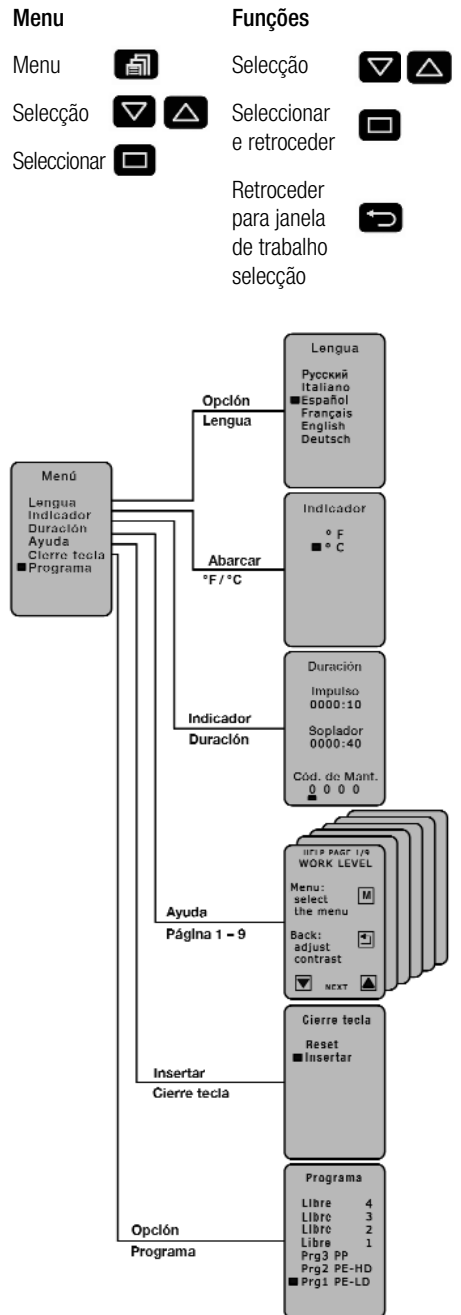 Menu
Menu
Selecção
Seleccionar
Funções
Selecção
Seleccionar
e retroceder
Retroceder
para janela
de trabalho
selecção
Menú
Lengua
Indicador
Duración
Ayuda
Cierre tecla
Programa
Opción
Lengua
Lengua
Русский
Italiano
Español
Français
English
Deutsch
Abarcar
°F / °C
Indicador
° F
° C
Indicador
Duración
Duración
Impulso
0000:10
Soplador
0000:40
Cód. de Mant.
0 0 0 0
Ayuda
Página 1 – 9
HELP PAGE 1/9
WORK LEVEL
Menu:
select M
the menu
Back:
adjust
contrast
NEXT
Insertar
Cierre tecla
Cierre tecla
Reset
Insertar
Opción
Programa
Programa
Libre 4
Libre 3
Libre 2
Libre 1
Prg3 PP
Prg2 PE-HD
Prg1 PE-LD